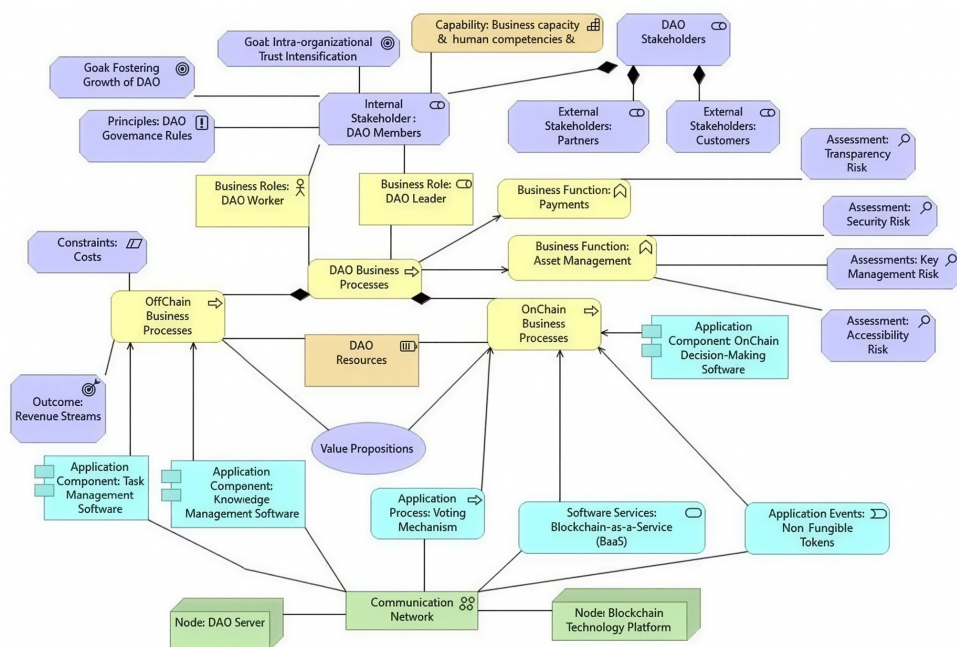 Capability: Business capacity
& human competencies &
DAO
Stakeholders
Goal: Intra-organizational
Trust Intensification
Goal: Fostering
Growth of DAO
Internal
Stakeholder:
DAO Members
Principles: DAO
Governance Rules
External
Stakeholders:
Partners
External
Stakeholders:
Customers
Assessment:
Transparency
Risk
Business Roles:
DAO Worker
Business Role:
DAO Leader
Business Function:
Payments
Assessment:
Security Risk
Constraints:
Costs
Business Function:
Asset Management
Assessments: Key
Management Risk
DAO Business
Processes
OffChain
Business
Processes
OnChain
Business
Processes
Assessment:
Accessibility
Risk
DAO
Resources
Application
Component: OnChain
Decision-Making
Software
Outcome:
Revenue Streams
Value Propositions
Application
Component: Task
Management
Software
Application
Component:
Knowledge
Management Software
Application
Process: Voting
Mechanism
Software Services:
Blockchain-as-a-Service
(BaaS)
Application Events:
Non Fungible
Tokens
Communication
Network
Node: DAO Server
Node: Blockchain
Technology Platform